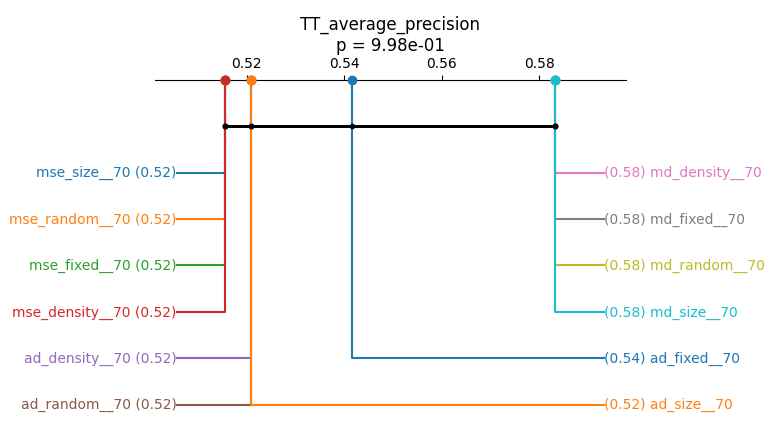 TT_average_precision
p = 9.98e-01
0.52 0.54 0.56 0.58
mse_size__70 (0.52) (0.58) md_density__70
mse_random__70 (0.52) (0.58) md_fixed__70
mse_fixed__70 (0.52) (0.58) md_random__70
mse_density__70 (0.52) (0.58) md_size__70
ad_density__70 (0.52) (0.54) ad_fixed__70
ad_random__70 (0.52) (0.52) ad_size__70